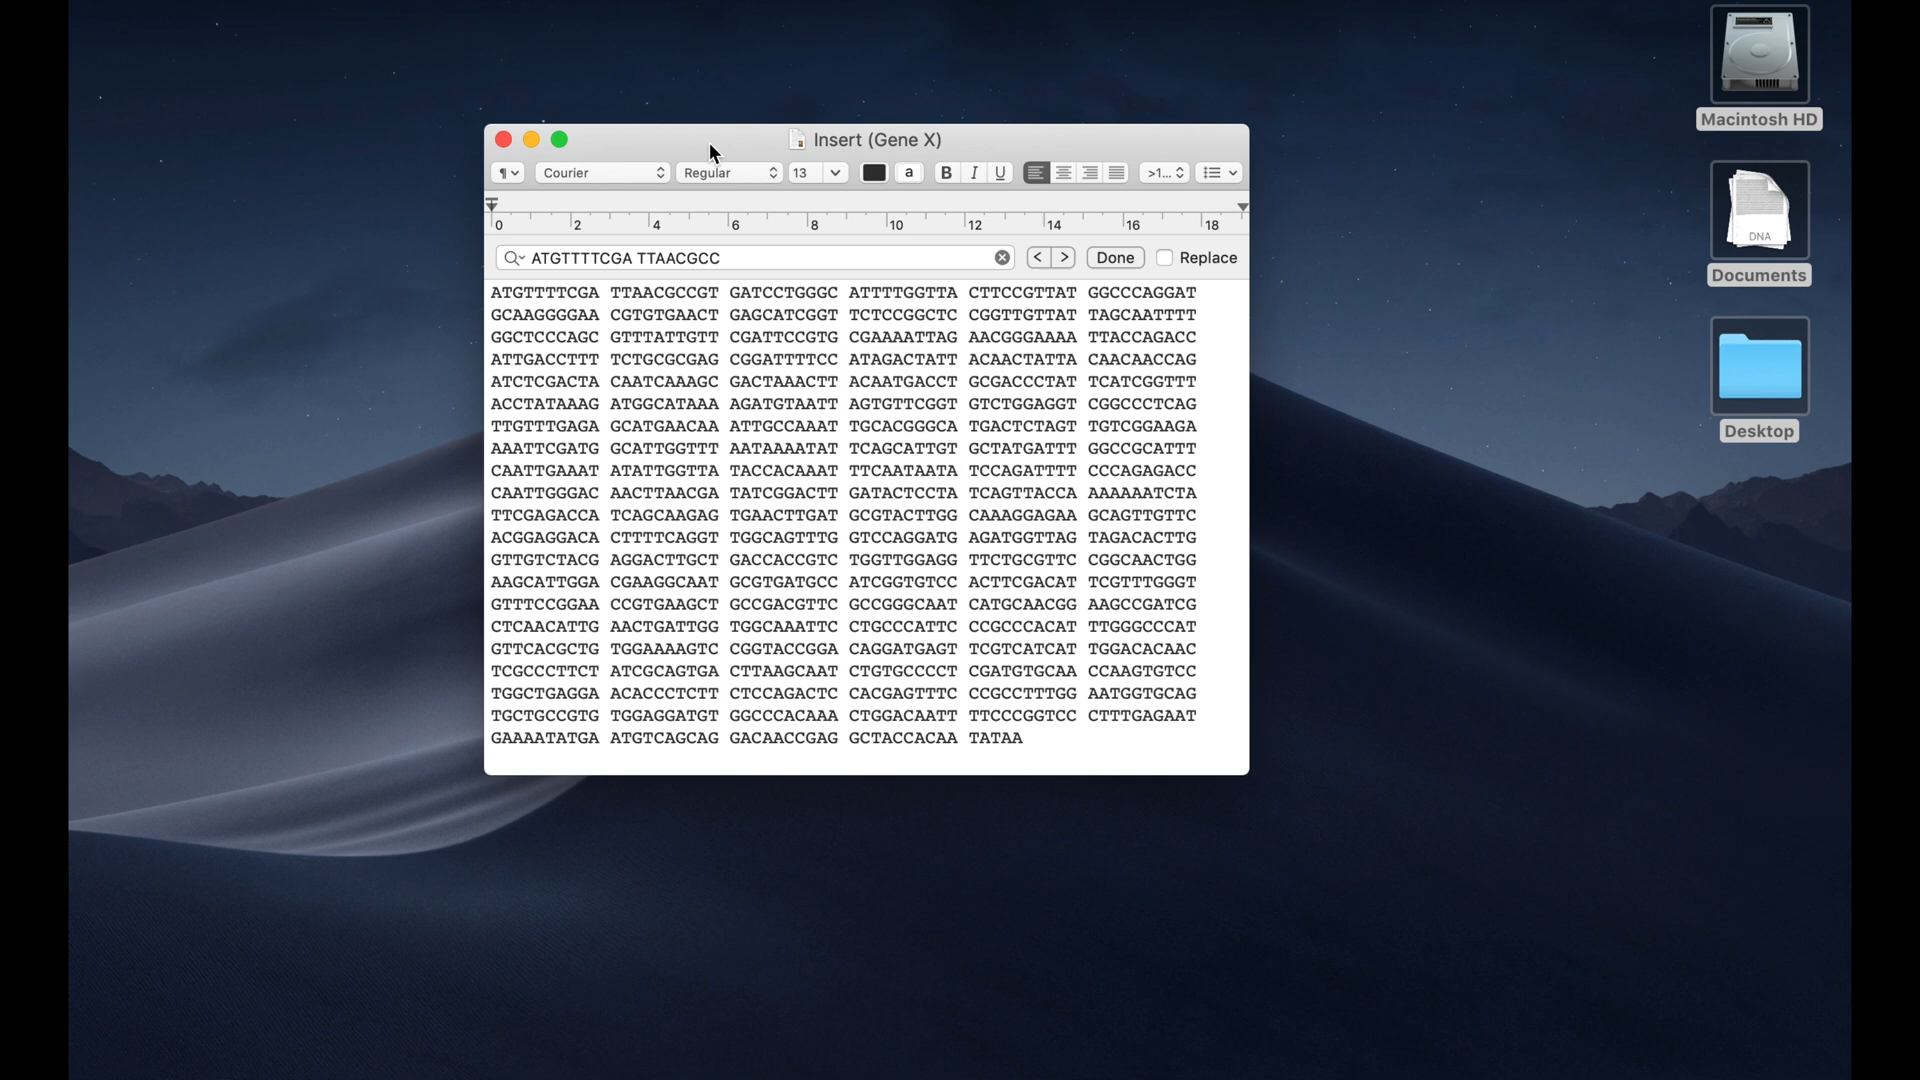 Insert (Gene X)
Courier Regular 13 a B I U >1...
0 2 4 6 8 10 12 14 16 18
ATGTTTTCGA TTAACGCC < > Done Replace
ATGTTTTCGA TTAACGCCGT GATCCTGGGC ATTTTGGTTA CTTCCGTTAT GGCCCAGGAT
GCAAGGGGAA CGTGTGAACT GAGCATCGGT TCTCCGGCTC CGGTTGTTAT TAGCAATTTT
GGCTCCCAGC GTTTATTGTT CGATTCCGTG CGAAAATTAG AACGGGAAAA TTACCAGACC
ATTGACCTTT TCTGCGCGAG CGGATTTTCC ATAGACTATT ACAACTATTA CAACAACCAG
ATCTCGACTA CAATCAAAGC GACTAAACTT ACAATGACCT GCGACCCTAT TCATCGGTTT
ACCTATAAAG ATGGCATAAA AGATGTAATT AGTGTTCGGT GTCTGGAGGT CGGCCCTCAG
TTGTTTGAGA GCATGAACAA ATTGCCAAAT TGCACGGGCA TGACTCTAGT TGTCGGAAGA
AAATTCGATG GCATTGGTTT AATAAAATAT TCAGCATTGT GCTATGATTT GGCCGCATTT
CAATTGAAAT ATATTGGTTA TACCACAAAT TTCAATAATA TCCAGATTTT CCCAGAGACC
CAATTGGGAC AACTTAACGA TATCGGACTT GATACTCCTA TCAGTTACCA AAAAAATCTA
TTCGAGACCA TCAGCAAGAG TGAACTTGAT GCGTACTTGG CAAAGGAGAA GCAGTTGTTC
ACGGAGGACA CTTTTCAGGT TGGCAGTTTG GTCCAGGATG AGATGGTTAG TAGACACTTG
GTTGTCTACG AGGACTTGCT GACCACCGTC TGGTTGGAGG TTCTGCGTTC CGGCAACTGG
AAGCATTGGA CGAAGGCAAT GCGTGATGCC ATCGGTGTCC ACTTCGACAT TCGTTTGGGT
GTTTCCGGAA CCGTGAAGCT GCCGACGTTC GCCGGGCAAT CATGCAACGG AAGCCGATCG
CTCAACATTG AACTGATTGG TGGCAAATTC CTGCCCATTC CCGCCCACAT TTGGGCCCAT
GTTCACGCTG TGGAAAAGTC CGGTACCGGA CAGGATGAGT TCGTCATCAT TGGACACAAC
TCGCCCTTCT ATCGCAGTGA CTTAAGCAAT CTGTGCCCCT CGATGTGCAA CCAAGTGTCC
TGGCTGAGGA ACACCCTCTT CTCCAGACTC CACGAGTTTC CCGCCTTTGG AATGGTGCAG
TGCTGCCGTG TGGAGGATGT GGCCCACAAA CTGGACAATT TTCCCGGTCC CTTTGAGAAT
GAAAATATGA ATGTCAGCAG GACAACCGAG GCTACCACAA TATAA
Macintosh HD
DNA
Documents
Desktop